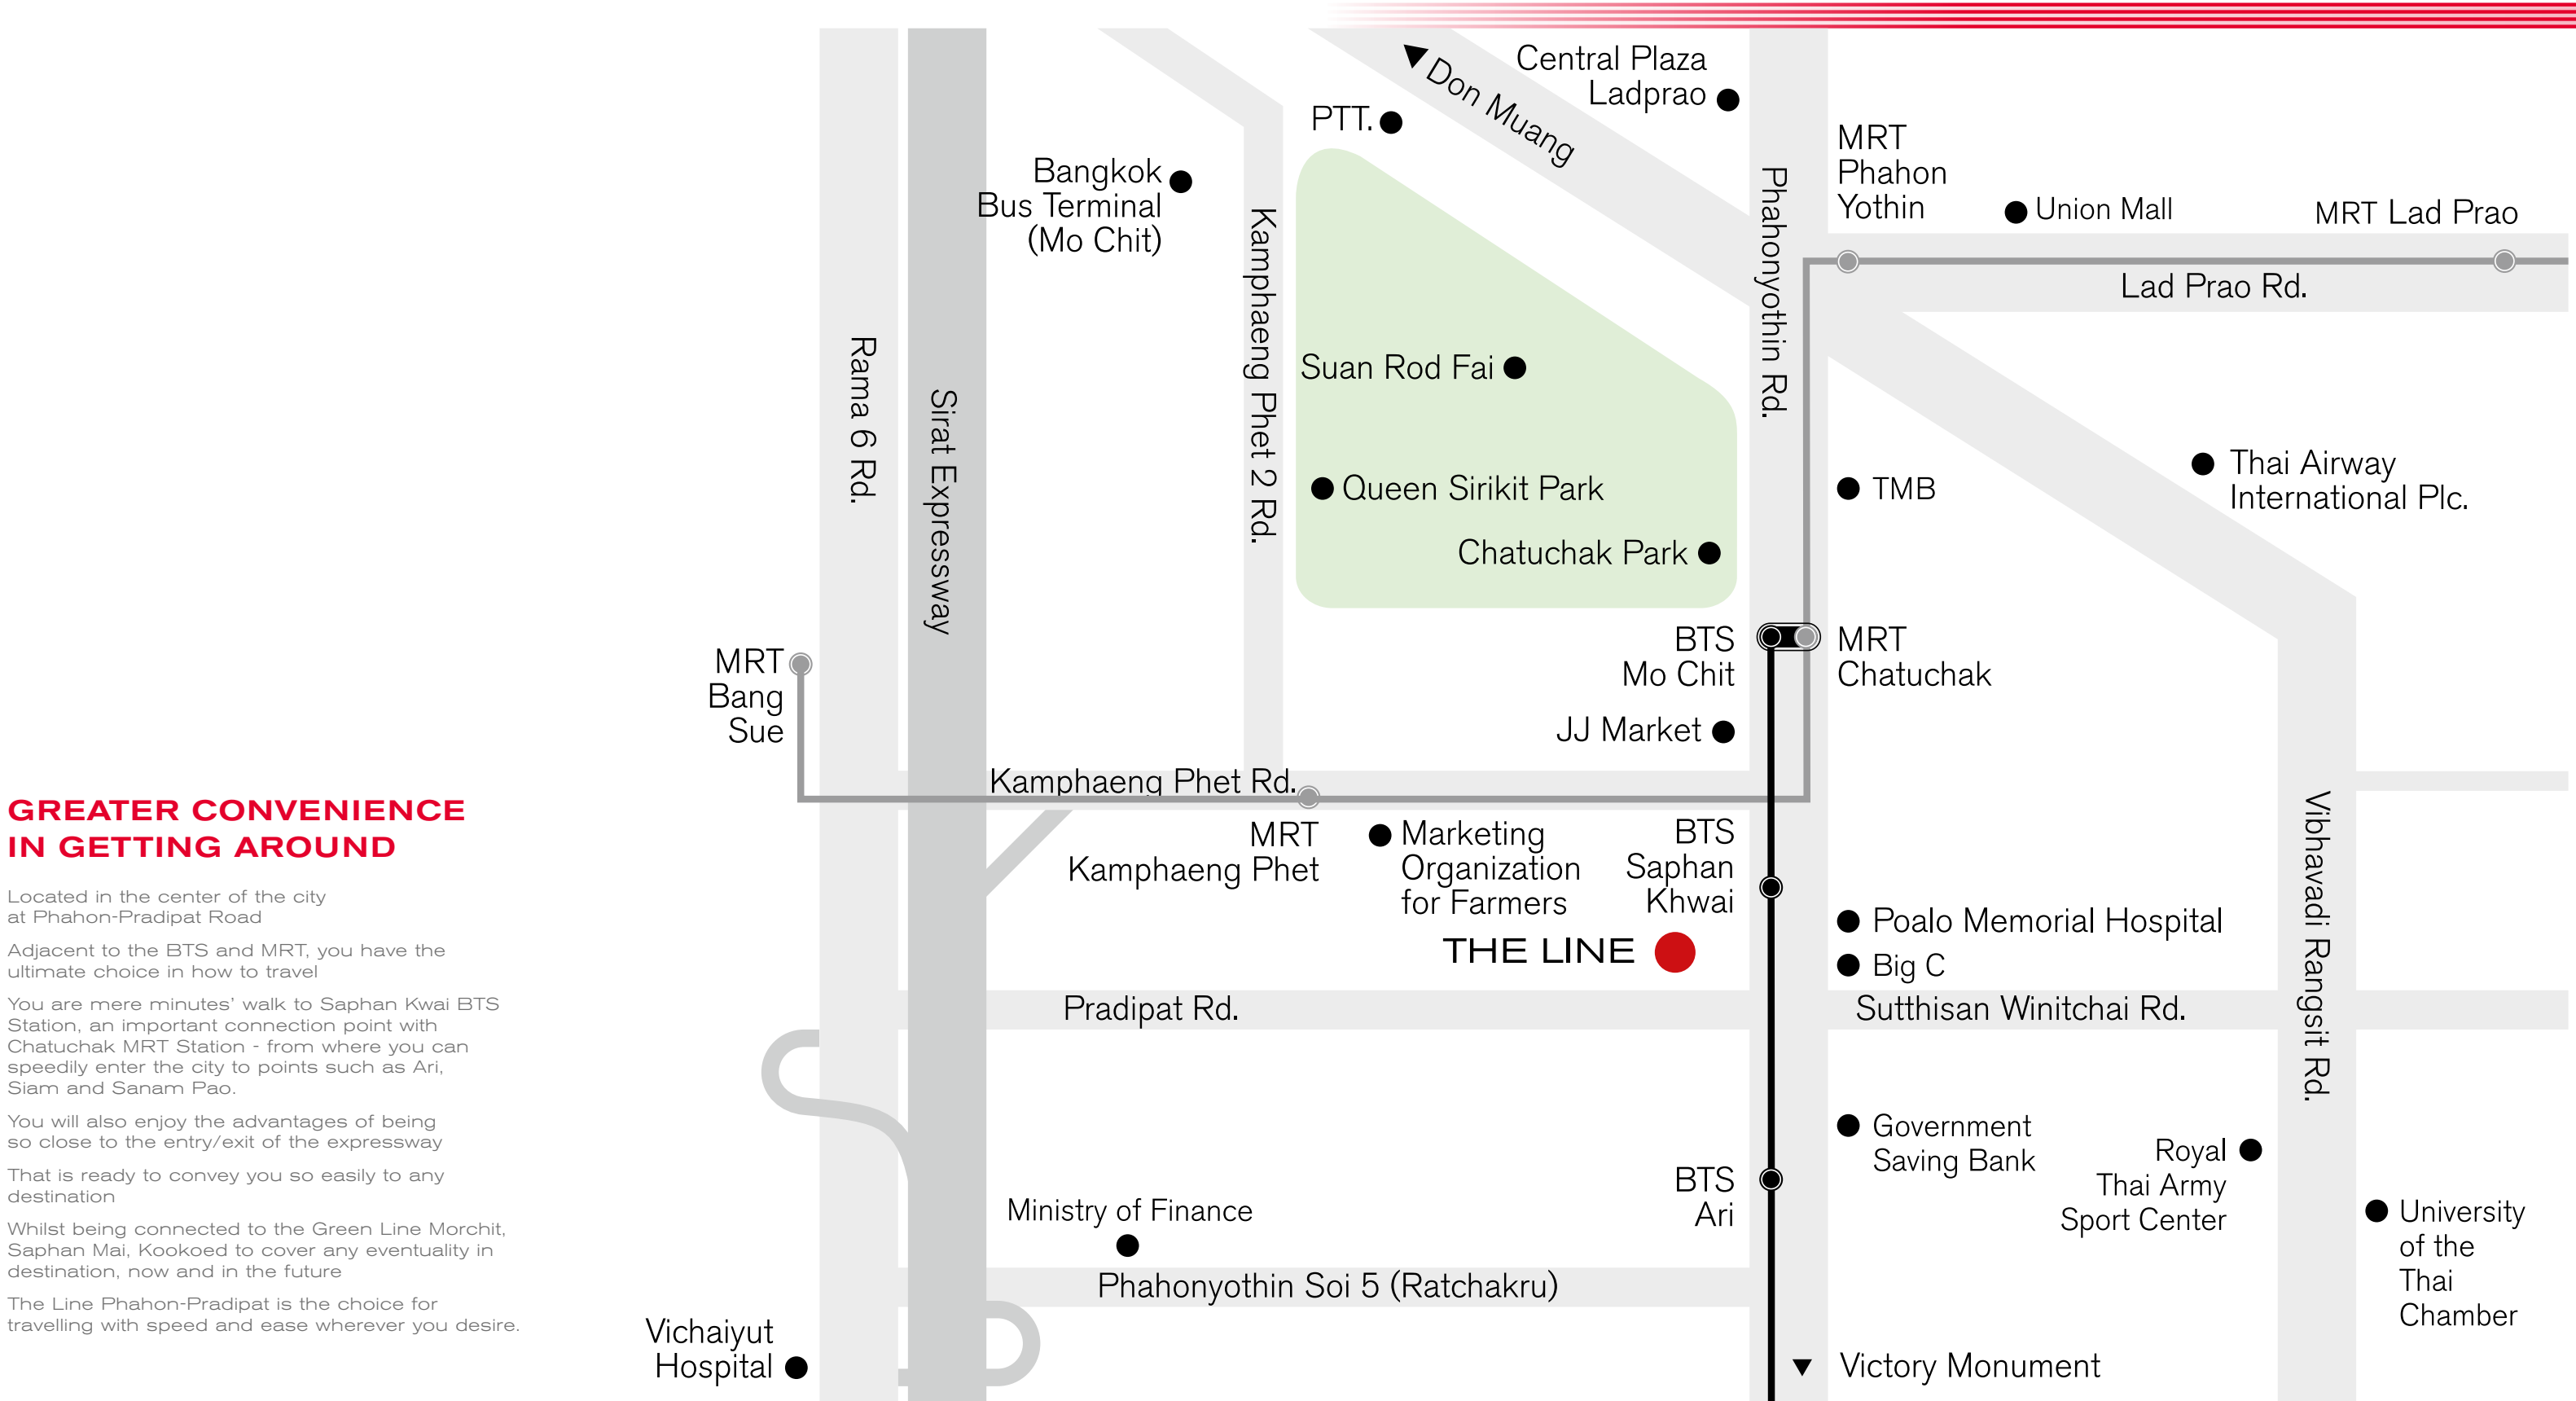 GREATER CONVENIENCE
IN GETTING AROUND
Located in the center of the city
at Phahon-Pradipat Road
Adjacent to the BTS and MRT, you have the
ultimate choice in how to travel
You are mere minutes' walk to Saphan Kwai BTS
Station, an important connection point with
Chatuchak MRT Station - from where you can
speedily enter the city to points such as Ari,
Siam and Sanam Pao.
You will also enjoy the advantages of being
so close to the entry/exit of the expressway
That is ready to convey you so easily to any
destination
Whilst being connected to the Green Line Morchit,
Saphan Mai, Kookoed to cover any eventuality in
destination, now and in the future
The Line Phahon-Pradipat is the choice for
travelling with speed and ease wherever you desire.
Don Muang
Central Plaza
Ladprao
PTT.
Bangkok
Bus Terminal
(Mo Chit)
MRT
Phahon
Yothin
Union Mall
MRT Lad Prao
Lad Prao Rd.
Phahonyothin Rd.
Kamphaeng Phet 2 Rd.
Rama 6 Rd.
Sirat Expressway
Suan Rod Fai
Queen Sirikit Park
Chatuchak Park
TMB
Thai Airway
International Plc.
MRT
Bang
Sue
BTS
Mo Chit
MRT
Chatuchak
JJ Market
Kamphaeng Phet Rd.
MRT
Kamphaeng Phet
Marketing
Organization
for Farmers
BTS
Saphan
Khwai
THE LINE
Poalo Memorial Hospital
Big C
Vibhavadi Rangsit Rd.
Pradipat Rd.
Sutthisan Winitchai Rd.
Government
Saving Bank
Royal
Thai Army
Sport Center
BTS
Ari
Ministry of Finance
University
of the
Thai
Chamber
Phahonyothin Soi 5 (Ratchakru)
Vichaiyut
Hospital
Victory Monument